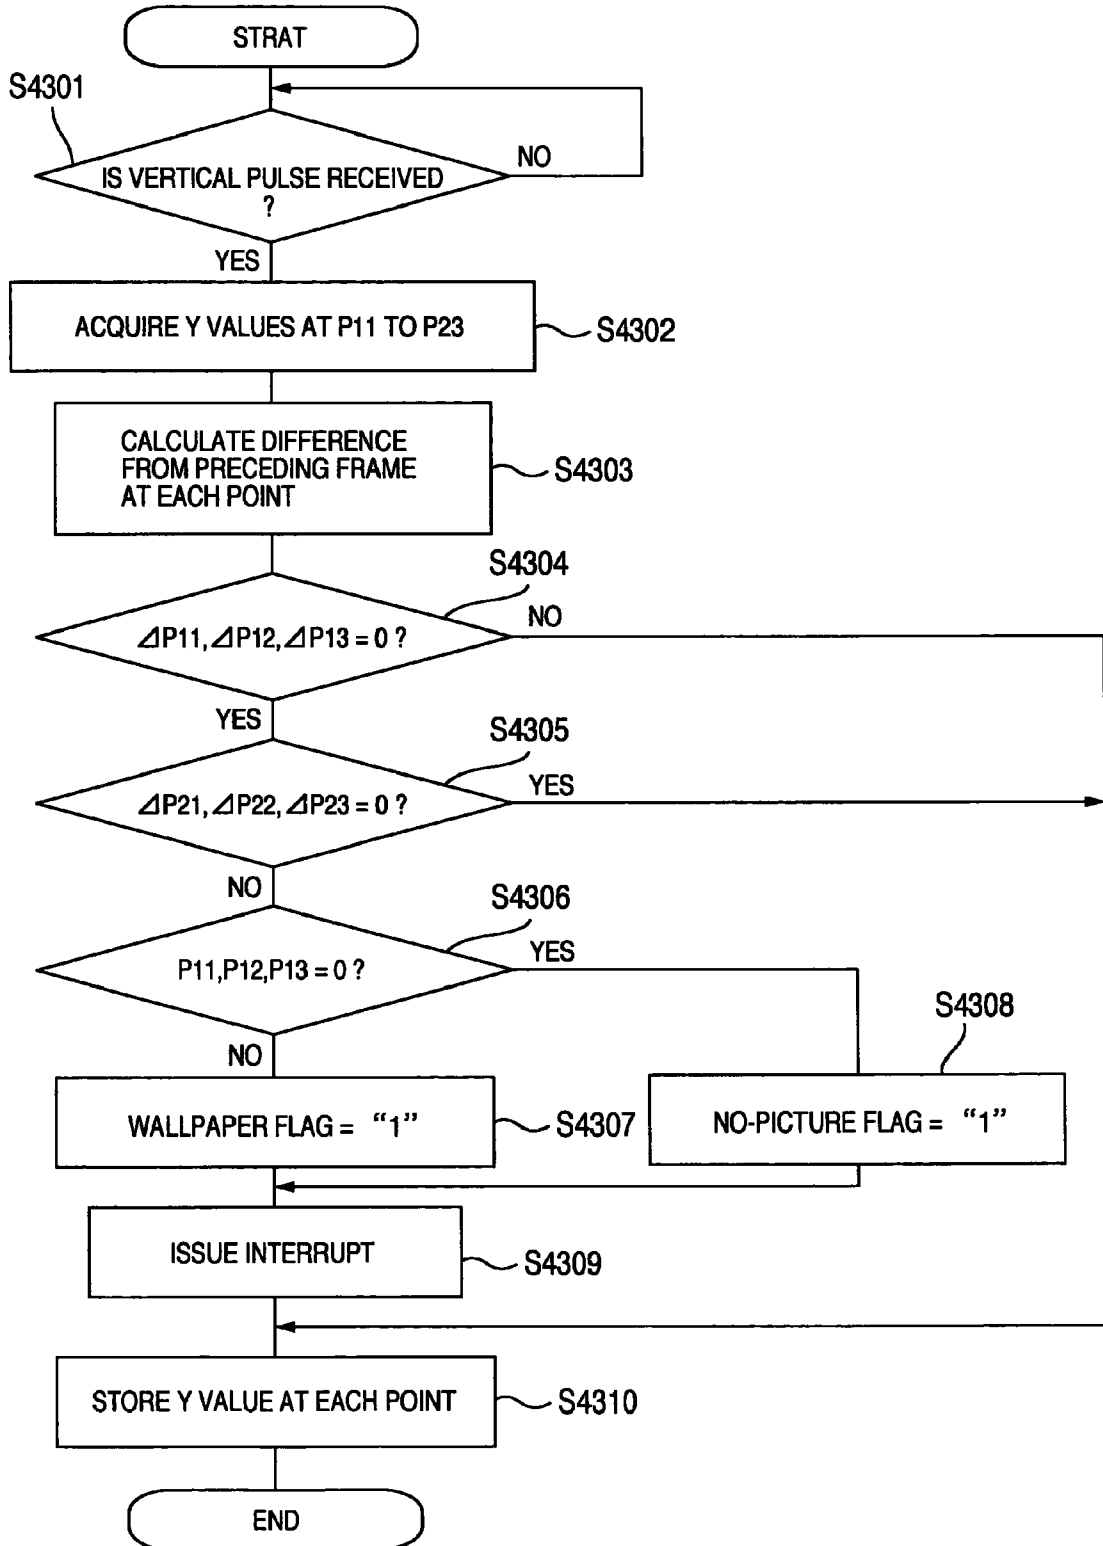 STRAT
S4301
NO
IS VERTICAL PULSE RECEIVED
?
YES
ACQUIRE Y VALUES AT P11 TO P23
S4302
CALCULATE DIFFERENCE
FROM PRECEDING FRAME
AT EACH POINT
S4303
S4304
NO
⊿P11, ⊿P12, ⊿P13 = 0 ?
YES
S4305
YES
⊿P21, ⊿P22, ⊿P23 = 0 ?
NO
S4306
YES
P11,P12,P13 = 0 ?
S4308
NO
WALLPAPER FLAG = “1”
S4307
NO-PICTURE FLAG = “1”
ISSUE INTERRUPT
S4309
STORE Y VALUE AT EACH POINT
S4310
END